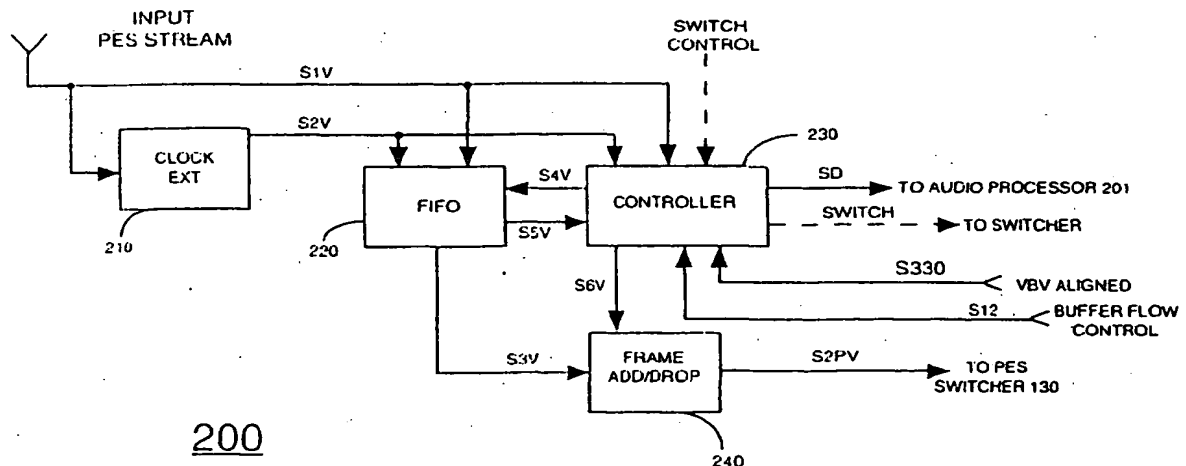 INPUT
PES STREAM
SWITCH
CONTROL
S1V
S2V
230
CLOCK
EXT
S4V
SD
TO AUDIO PROCESSOR 201
FIFO
CONTROLLER
SWITCH
TO SWITCHER
210
220
S5V
S330
VBV ALIGNED
S6V
S12
BUFFER FLOW
CONTROL
S3V
FRAME
ADD/DROP
S2PV
TO PES
SWITCHER 130
200
240